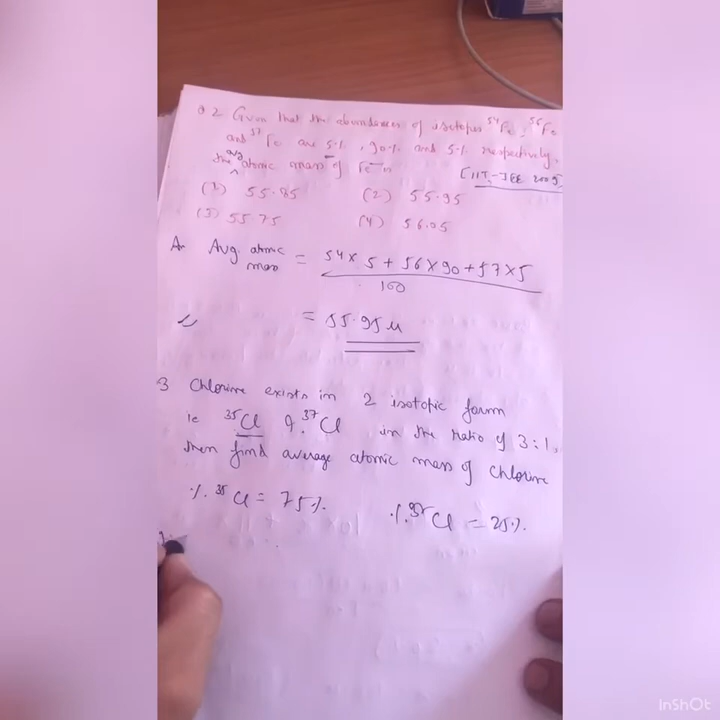 Q 2 Given that the abundances of isotopes ⁵⁴Fe, ⁵⁶Fe
and ⁵⁷Fe are 5%, 90% and 5% respectively,
the avg atomic mass of Fe is
[IIT-JEE 2009]
(1) 55.85 (2) 55.95
(3) 55.75 (4) 56.05
An Avg. atomic mass = 54 × 5 + 56 × 90 + 57 × 5
100
= 55.95 u
3 Chlorine exists in 2 isotopic form
ie ³⁵Cl & ³⁷Cl in the ratio of 3:1,
then find average atomic mass of chlorine
%. ³⁵Cl = 75%. %. ³⁷Cl = 25%.
InShOt